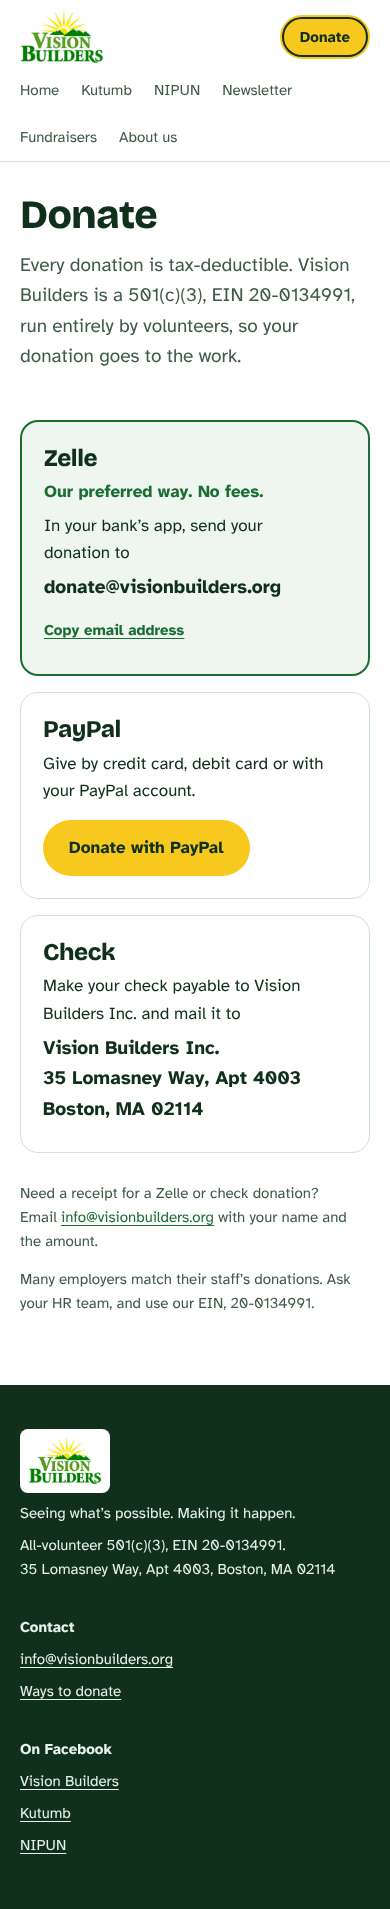 VISION
BUILDERS
Donate
Home Kutumb NIPUN Newsletter
Fundraisers About us
Donate
Every donation is tax-deductible. Vision
Builders is a 501(c)(3), EIN 20-0134991,
run entirely by volunteers, so your
donation goes to the work.
Zelle
Our preferred way. No fees.
In your bank’s app, send your
donation to
donate@visionbuilders.org
Copy email address
PayPal
Give by credit card, debit card or with
your PayPal account.
Donate with PayPal
Check
Make your check payable to Vision
Builders Inc. and mail it to
Vision Builders Inc.
35 Lomasney Way, Apt 4003
Boston, MA 02114
Need a receipt for a Zelle or check donation?
Email info@visionbuilders.org with your name and
the amount.
Many employers match their staff’s donations. Ask
your HR team, and use our EIN, 20-0134991.
VISION
BUILDERS
Seeing what’s possible. Making it happen.
All-volunteer 501(c)(3), EIN 20-0134991.
35 Lomasney Way, Apt 4003, Boston, MA 02114
Contact
info@visionbuilders.org
Ways to donate
On Facebook
Vision Builders
Kutumb
NIPUN